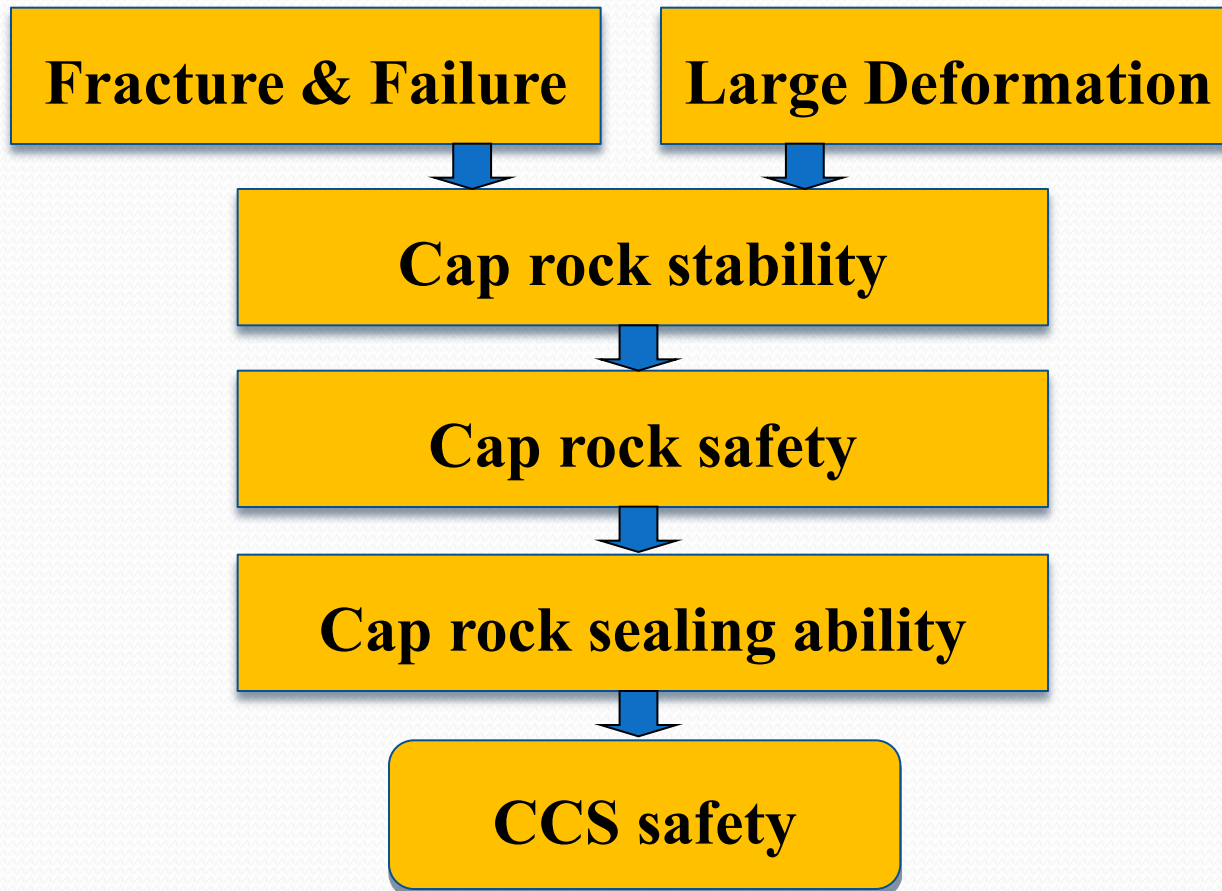 Fracture & Failure
Large Deformation
Cap rock stability
Cap rock safety
Cap rock sealing ability
CCS safety